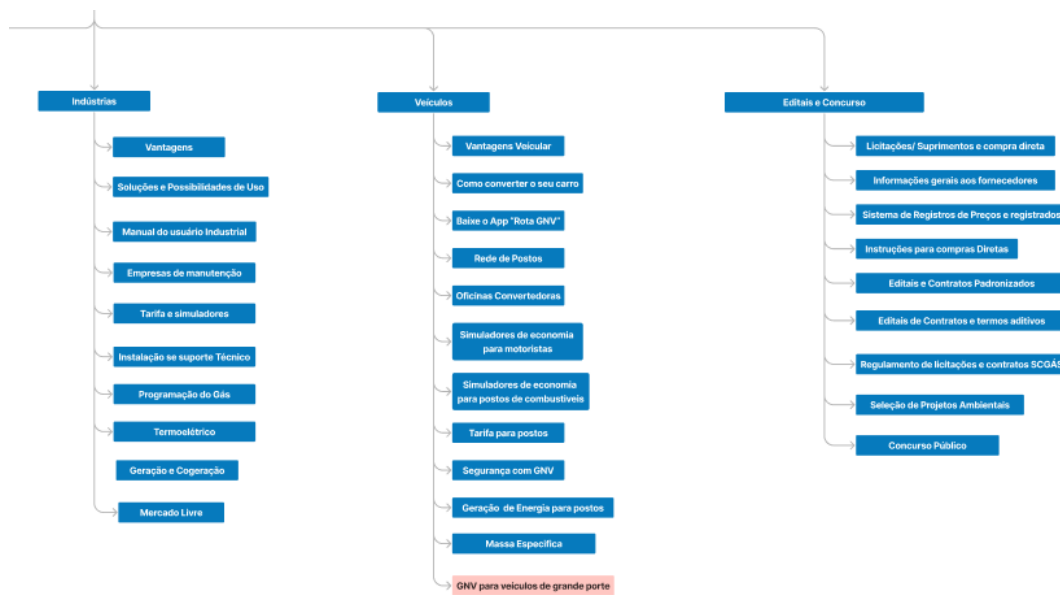 Indústrias
Vantagens
Soluções e Possibilidades de Uso
Manual do usuário Industrial
Empresas de manutenção
Tarifa e simuladores
Instalação se suporte Técnico
Programação do Gás
Termoelétrico
Geração e Cogeração
Mercado Livre
Veículos
Vantagens Veicular
Como converter o seu carro
Baixe o App "Rota GNV"
Rede de Postos
Oficinas Convertedoras
Simuladores de economia
para motoristas
Simuladores de economia
para postos de combustíveis
Tarifa para postos
Segurança com GNV
Geração de Energia para postos
Massa Específica
GNV para veículos de grande porte
Editais e Concurso
Licitações/ Suprimentos e compra direta
Informações gerais aos fornecedores
Sistema de Registros de Preços e registrados
Instruções para compras Diretas
Editais e Contratos Padronizados
Editais de Contratos e termos aditivos
Regulamento de licitações e contratos SCGÁS
Seleção de Projetos Ambientais
Concurso Público